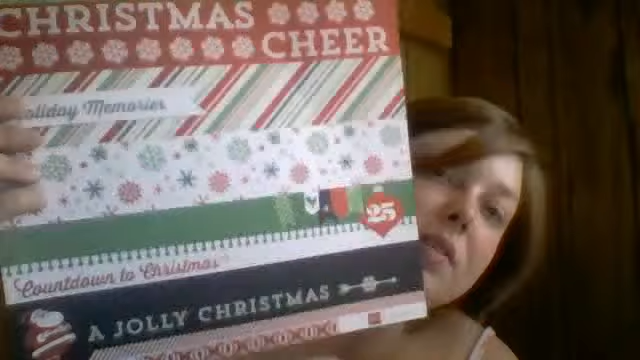 CHRISTMAS
CHEER
Holiday Memories
25
Countdown to Christmas
A JOLLY CHRISTMAS